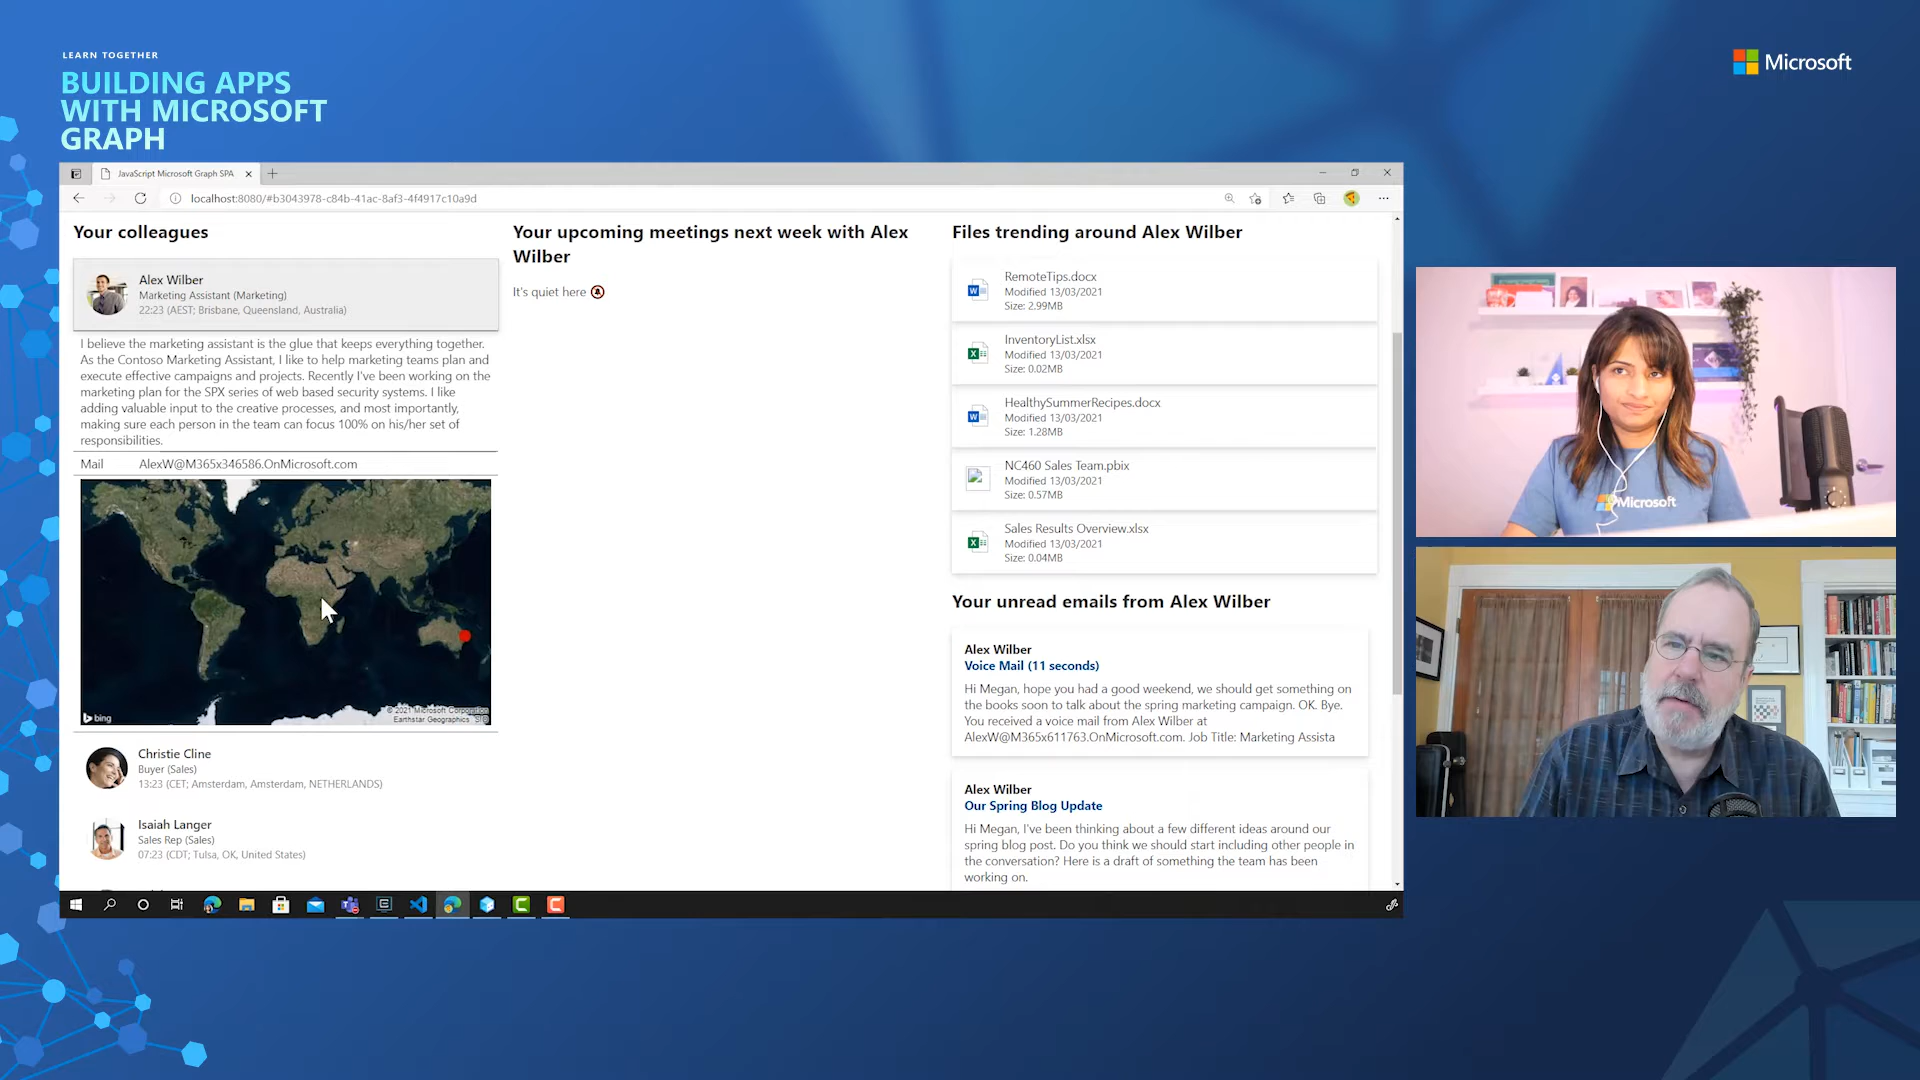 LEARN TOGETHER
BUILDING APPS
WITH MICROSOFT
GRAPH
Microsoft
JavaScript Microsoft Graph SPA
localhost:8080/#b3043978-c84b-41ac-8af3-4f4917c10a9d
Your colleagues
Alex Wilber
Marketing Assistant (Marketing)
22:23 (AEST; Brisbane, Queensland, Australia)
I believe the marketing assistant is the glue that keeps everything together.
As the Contoso Marketing Assistant, I like to help marketing teams plan and
execute effective campaigns and projects. Recently I've been working on the
marketing plan for the SPX series of web based security systems. I like
adding valuable input to the creative processes, and most importantly,
making sure each person in the team can focus 100% on his/her set of
responsibilities.
Mail AlexW@M365x346586.OnMicrosoft.com
bing
© 2021 Microsoft Corporation
Earthstar Geographics SIO
Christie Cline
Buyer (Sales)
13:23 (CET; Amsterdam, Amsterdam, NETHERLANDS)
Isaiah Langer
Sales Rep (Sales)
07:23 (CDT; Tulsa, OK, United States)
Your upcoming meetings next week with Alex
Wilber
It's quiet here
Files trending around Alex Wilber
RemoteTips.docx
Modified 13/03/2021
Size: 2.99MB
InventoryList.xlsx
Modified 13/03/2021
Size: 0.02MB
HealthySummerRecipes.docx
Modified 13/03/2021
Size: 1.28MB
NC460 Sales Team.pbix
Modified 13/03/2021
Size: 0.57MB
Sales Results Overview.xlsx
Modified 13/03/2021
Size: 0.04MB
Your unread emails from Alex Wilber
Alex Wilber
Voice Mail (11 seconds)
Hi Megan, hope you had a good weekend, we should get something on
the books soon to talk about the spring marketing campaign. OK. Bye.
You received a voice mail from Alex Wilber at
AlexW@M365x611763.OnMicrosoft.com. Job Title: Marketing Assista
Alex Wilber
Our Spring Blog Update
Hi Megan, I've been thinking about a few different ideas around our
spring blog post. Do you think we should start including other people in
the conversation? Here is a draft of something the team has been
working on.
Microsoft